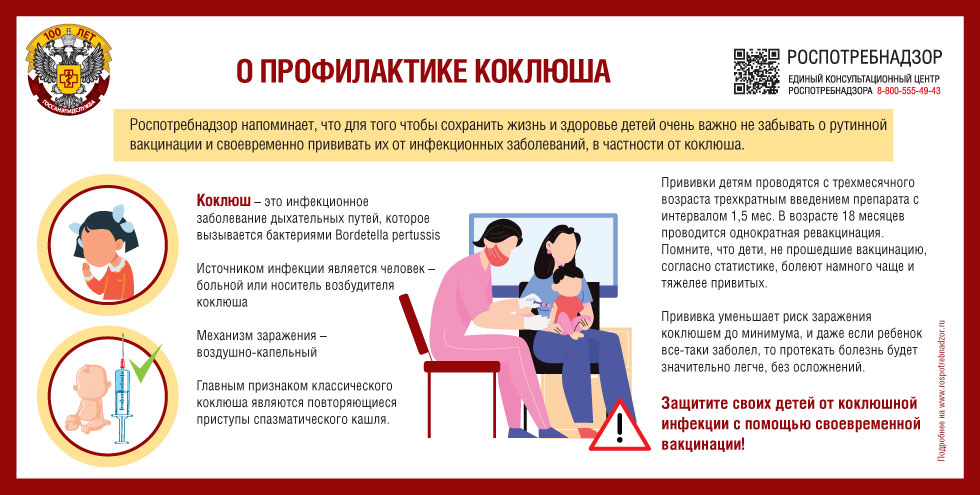 100 ЛЕТ
ГОССАНЭПИДСЛУЖБА
О ПРОФИЛАКТИКЕ КОКЛЮША
РОСПОТРЕБНАДЗОР
ЕДИНЫЙ КОНСУЛЬТАЦИОННЫЙ ЦЕНТР
РОСПОТРЕБНАДЗОРА 8-800-555-49-43
Роспотребнадзор напоминает, что для того чтобы сохранить жизнь и здоровье детей очень важно не забывать о рутинной
вакцинации и своевременно прививать их от инфекционных заболеваний, в частности от коклюша.
Коклюш – это инфекционное
заболевание дыхательных путей, которое
вызывается бактериями Bordetella pertussis
Источником инфекции является человек –
больной или носитель возбудителя
коклюша
Механизм заражения –
воздушно-капельный
Главным признаком классического
коклюша являются повторяющиеся
приступы спазматического кашля.
Прививки детям проводятся с трехмесячного
возраста трехкратным введением препарата с
интервалом 1,5 мес. В возрасте 18 месяцев
проводится однократная ревакцинация.
Помните, что дети, не прошедшие вакцинацию,
согласно статистике, болеют намного чаще и
тяжелее привитых.
Прививка уменьшает риск заражения
коклюшем до минимума, и даже если ребенок
все-таки заболел, то протекать болезнь будет
значительно легче, без осложнений.
Защитите своих детей от коклюшной
инфекции с помощью своевременной
вакцинации!
Подробнее на www.rospotrebnadzor.ru